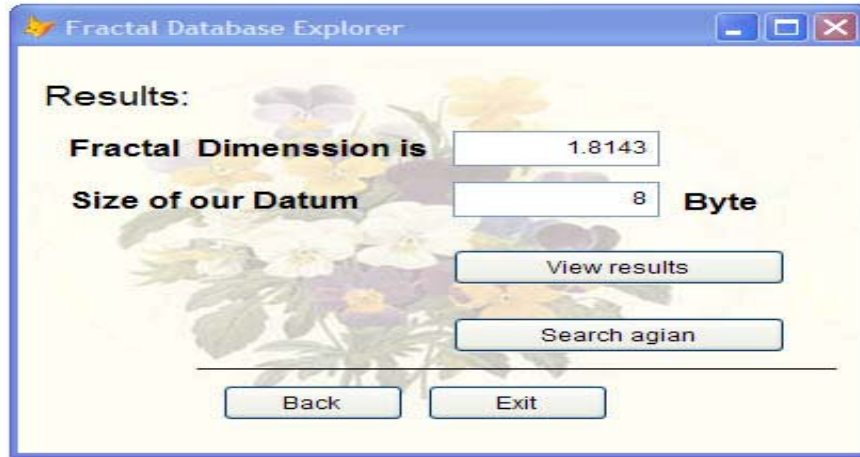 Fractal Database Explorer
Results:
Fractal Dimenssion is 1.8143
Size of our Datum 8 Byte
View results
Search agian
Back Exit